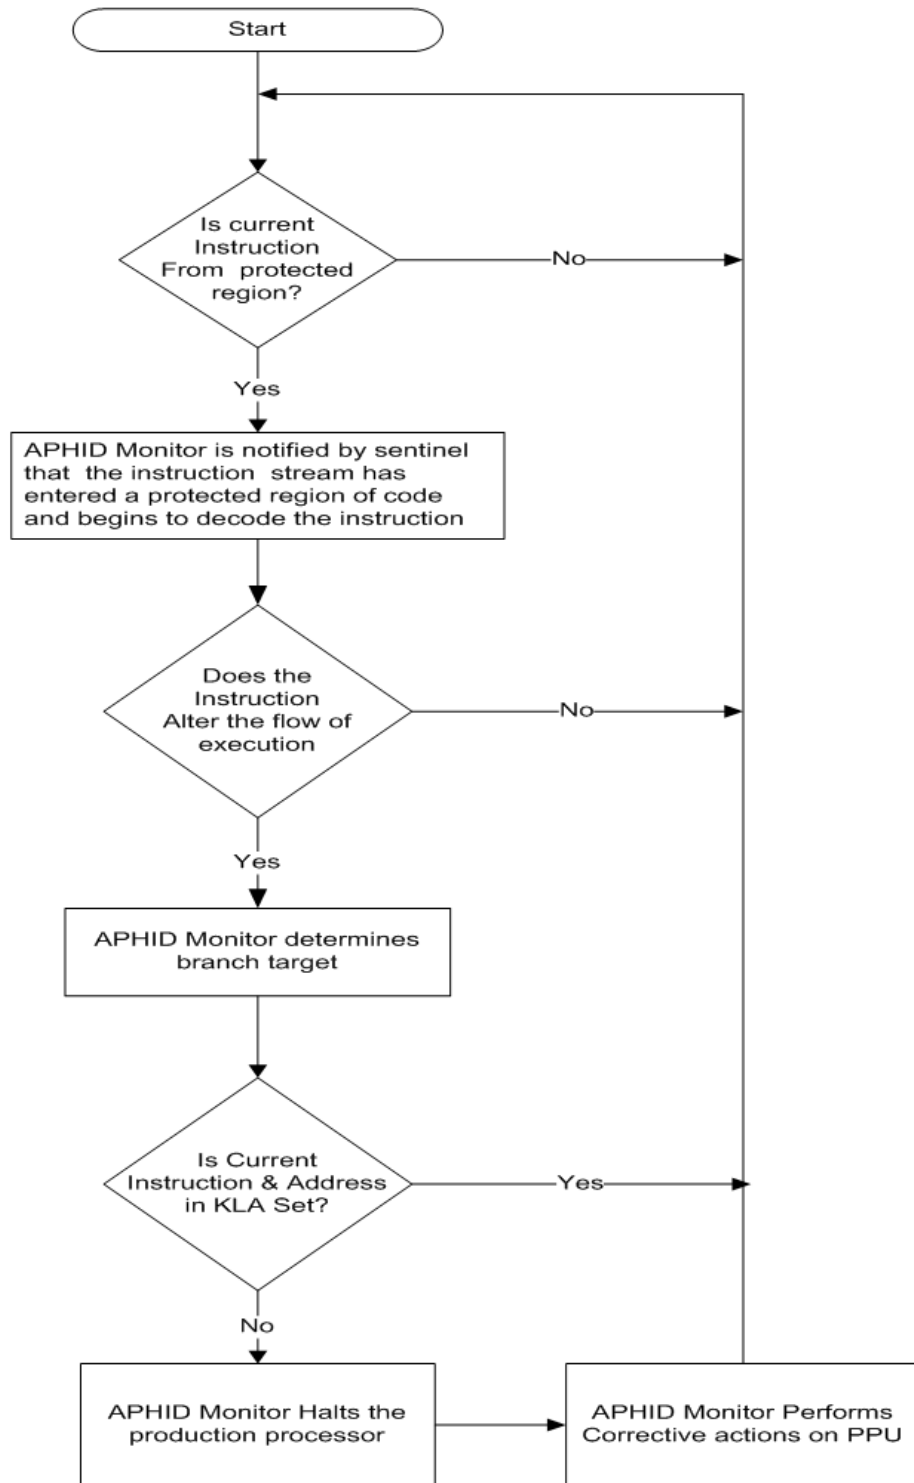 Start
Is current
Instruction
From protected
region?
No
Yes
APHID Monitor is notified by sentinel
that the instruction stream has
entered a protected region of code
and begins to decode the instruction
Does the
Instruction
Alter the flow of
execution
No
Yes
APHID Monitor determines
branch target
Is Current
Instruction & Address
in KLA Set?
Yes
No
APHID Monitor Halts the
production processor
APHID Monitor Performs
Corrective actions on PPU